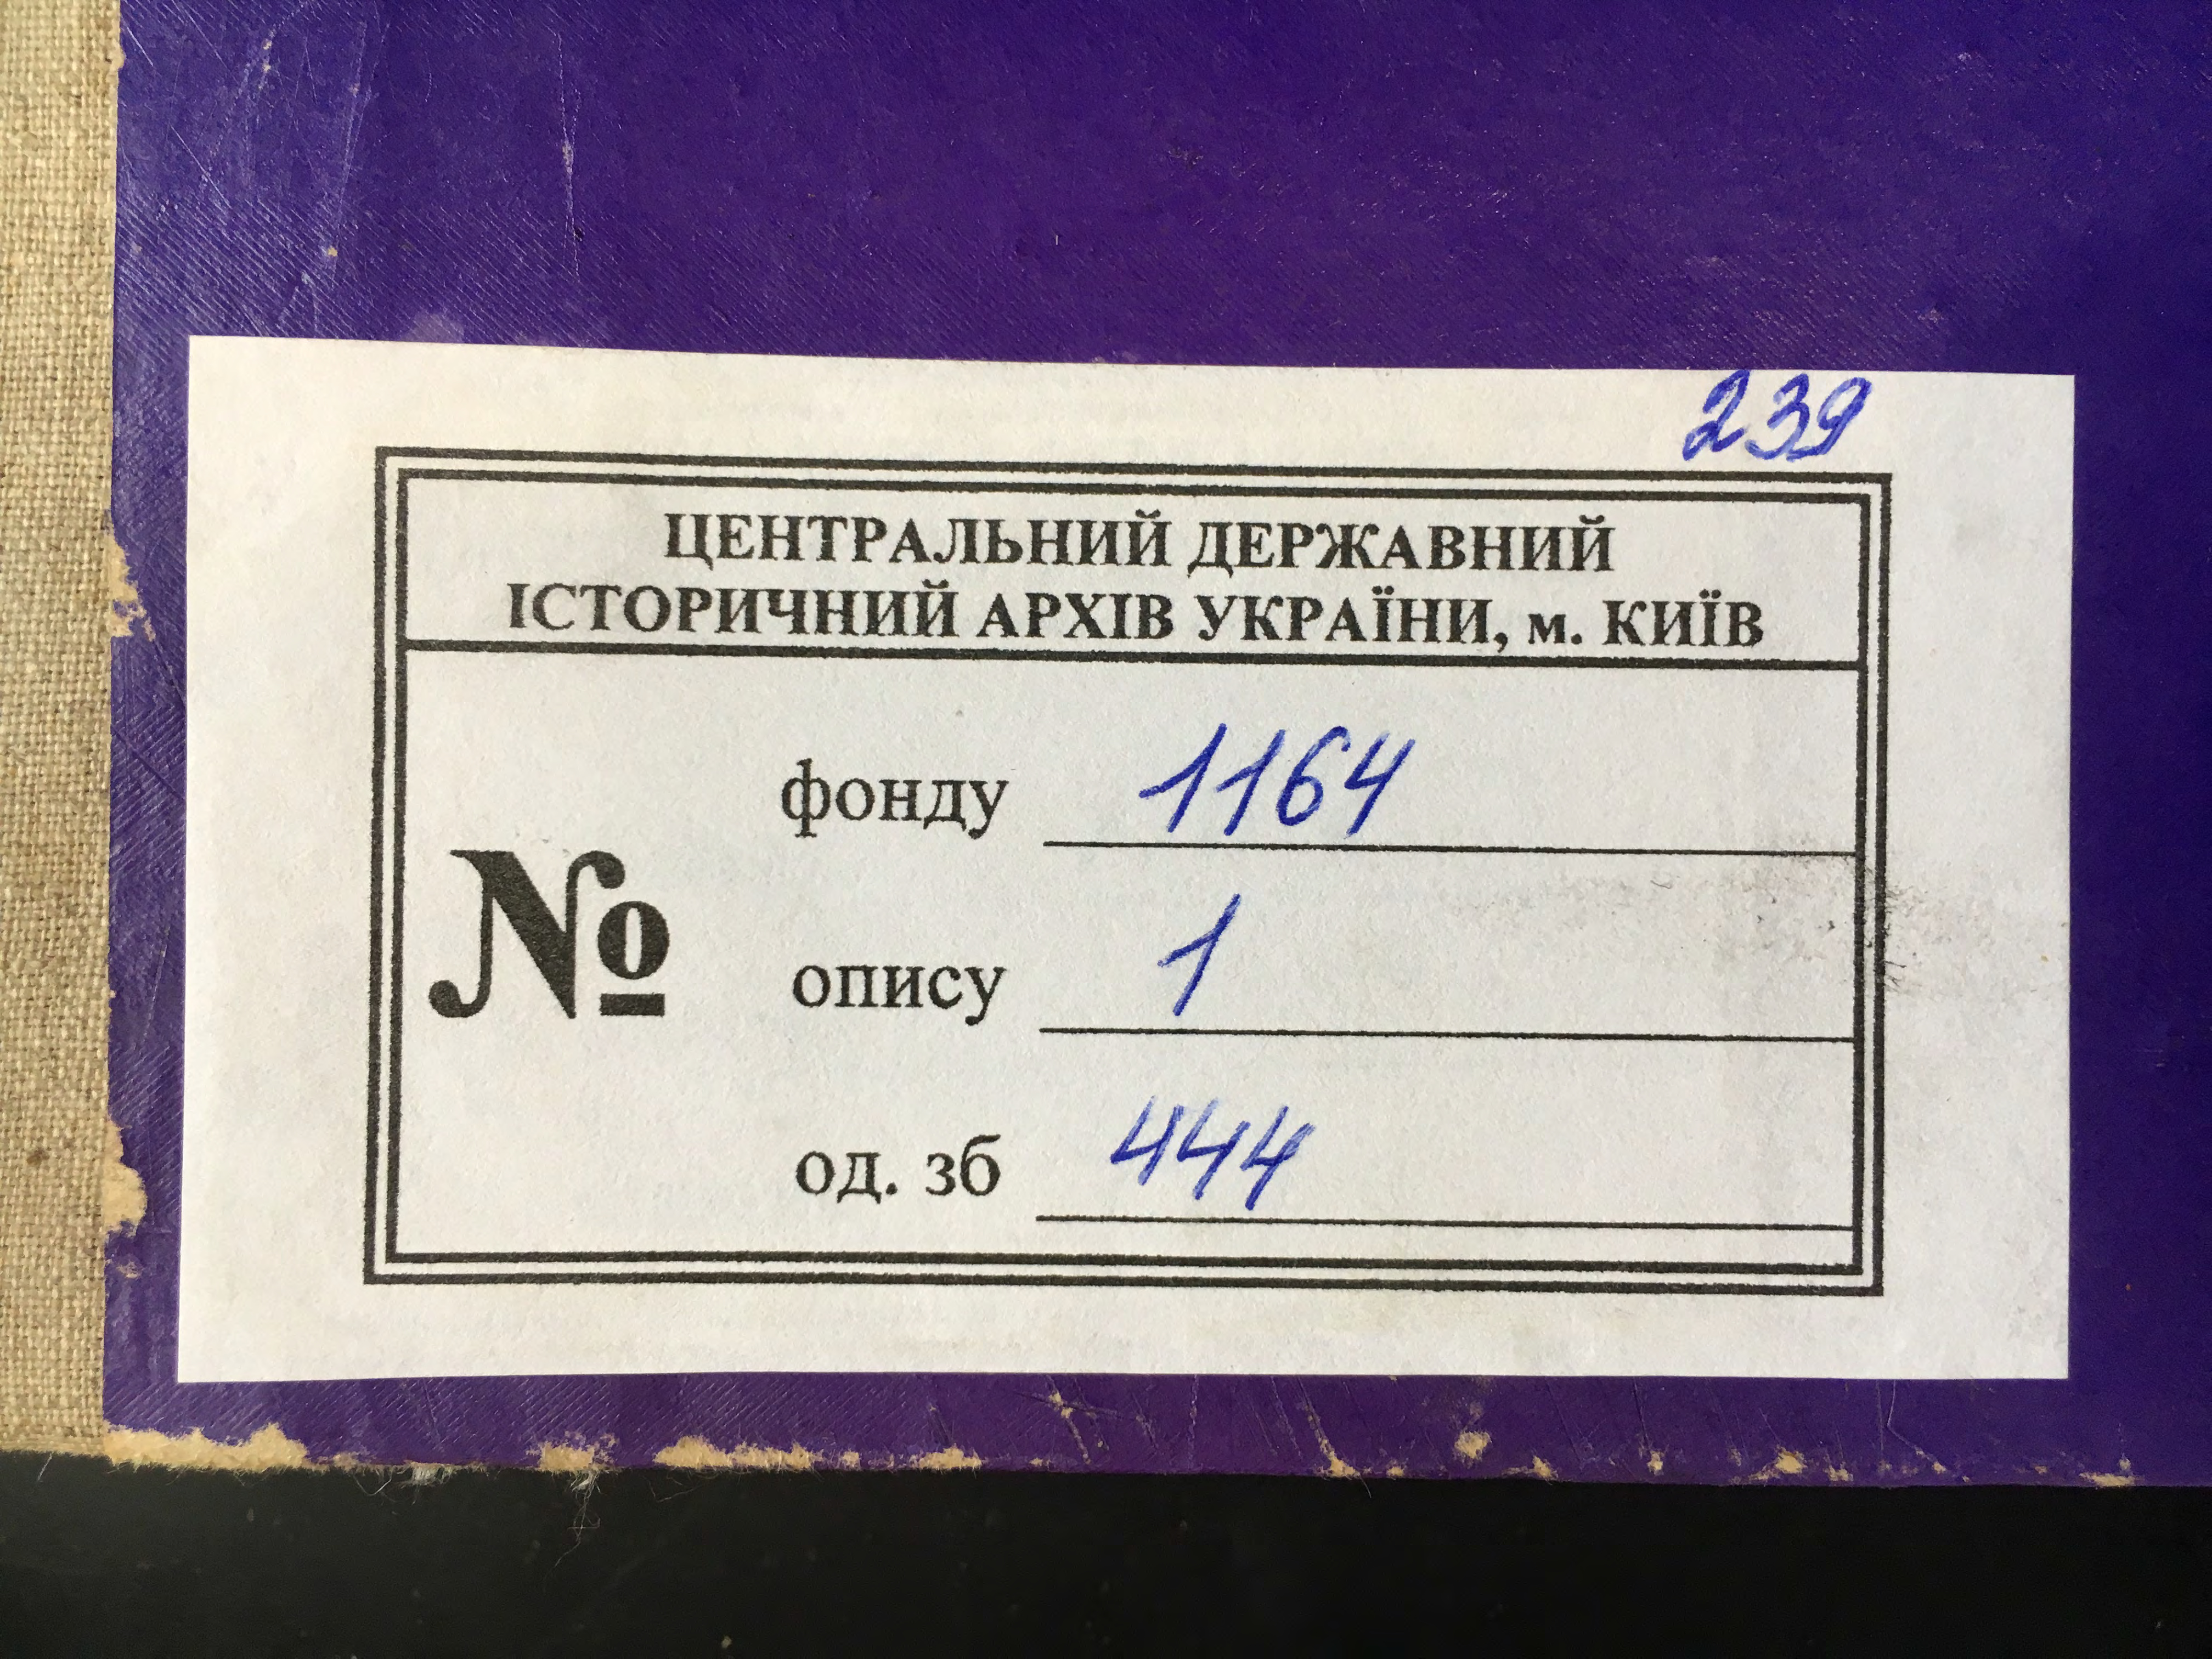 239
ЦЕНТРАЛЬНИЙ ДЕРЖАВНИЙ
ІСТОРИЧНИЙ АРХІВ УКРАЇНИ, м. КИЇВ
№
фонду 1164
опису 1
од. зб 444